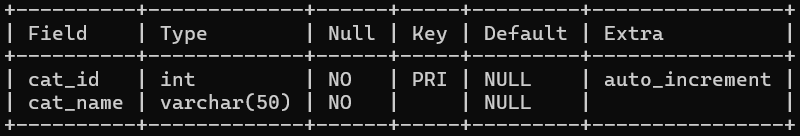 +----------+-------------+------+-----+---------+----------------+
| Field    | Type        | Null | Key | Default | Extra          |
+----------+-------------+------+-----+---------+----------------+
| cat_id   | int         | NO   | PRI | NULL    | auto_increment |
| cat_name | varchar(50) | NO   |     | NULL    |                |
+----------+-------------+------+-----+---------+----------------+